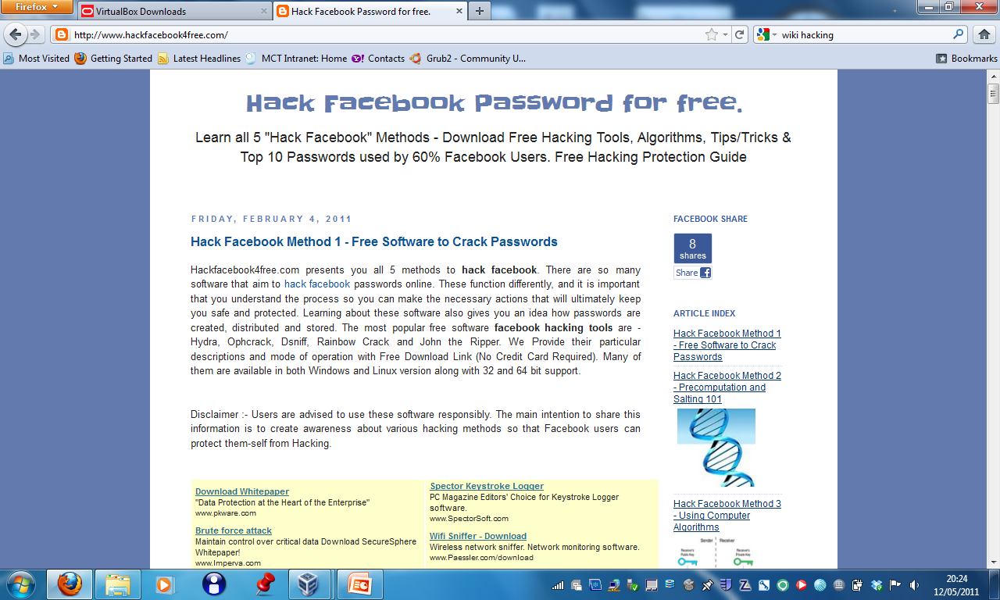 Firefox
VirtualBox Downloads
Hack Facebook Password for free.
http://www.hackfacebook4free.com/
wiki hacking
Most Visited
Getting Started
Latest Headlines
MCT Intranet: Home
Contacts
Grub2 - Community U...
Bookmarks
Hack Facebook Password for free.
Learn all 5 "Hack Facebook" Methods - Download Free Hacking Tools, Algorithms, Tips/Tricks &
Top 10 Passwords used by 60% Facebook Users. Free Hacking Protection Guide
FRIDAY, FEBRUARY 4, 2011
Hack Facebook Method 1 - Free Software to Crack Passwords
Hackfacebook4free.com presents you all 5 methods to hack facebook. There are so many
software that aim to hack facebook passwords online. These function differently, and it is important
that you understand the process so you can make the necessary actions that will ultimately keep
you safe and protected. Learning about these software also gives you an idea how passwords are
created, distributed and stored. The most popular free software facebook hacking tools are -
Hydra, Ophcrack, Dsniff, Rainbow Crack and John the Ripper. We Provide their particular
descriptions and mode of operation with Free Download Link (No Credit Card Required). Many of
them are available in both Windows and Linux version along with 32 and 64 bit support.
Disclaimer :- Users are advised to use these software responsibly. The main intention to share this
information is to create awareness about various hacking methods so that Facebook users can
protect them-self from Hacking.
Download Whitepaper
"Data Protection at the Heart of the Enterprise"
www.pkware.com
Brute force attack
Maintain control over critical data Download SecureSphere
Whitepaper!
www.Imperva.com
Spector Keystroke Logger
PC Magazine Editors' Choice for Keystroke Logger
software.
www.SpectorSoft.com
Wifi Sniffer - Download
Wireless network sniffer. Network monitoring software.
www.Paessler.com/download
FACEBOOK SHARE
8
shares
Share
ARTICLE INDEX
Hack Facebook Method 1
- Free Software to Crack
Passwords
Hack Facebook Method 2
- Precomputation and
Salting 101
Hack Facebook Method 3
- Using Computer
Algorithms
Sender
Receiver
Receiver's
Public Key
Receiver's
Private Key
20:24
12/05/2011